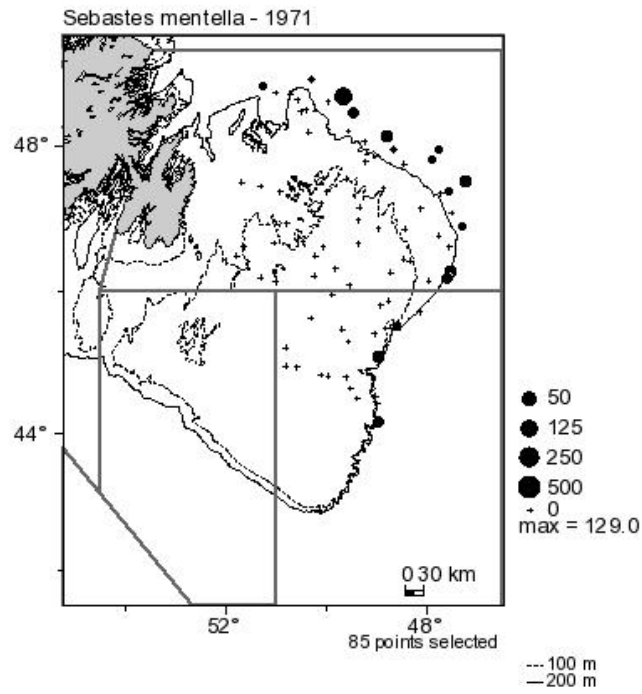 Sebastes mentella - 1971
48°
44°
50
125
250
500
0
max = 129.0
0 30 km
52°
48°
85 points selected
100 m
200 m